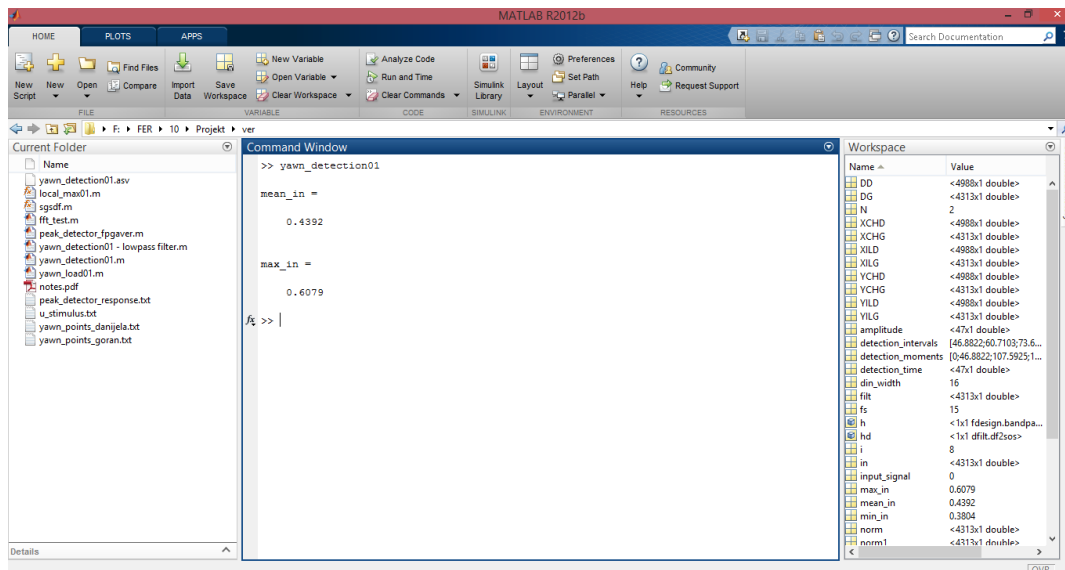 MATLAB R2012b
HOME PLOTS APPS Search Documentation
New Script New Open Find Files Compare Import Data Save Workspace New Variable Open Variable Clear Workspace Analyze Code Run and Time Clear Commands Simulink Library Layout Preferences Set Path Parallel Help Community Request Support
FILE VARIABLE CODE SIMULINK ENVIRONMENT RESOURCES
F: FER 10 Projekt ver
Current Folder
Name
yawn_detection01.asv
local_max01.m
sgsdf.m
fft_test.m
peak_detector_fpgaver.m
yawn_detection01 - lowpass filter.m
yawn_detection01.m
yawn_load01.m
notes.pdf
peak_detector_response.txt
u_stimulus.txt
yawn_points_danijela.txt
yawn_points_goran.txt
Details
Command Window
>> yawn_detection01
mean_in =
0.4392
max_in =
0.6079
fx >>
Workspace
Name Value
DD <4988x1 double>
DG <4313x1 double>
N 2
XCHD <4988x1 double>
XCHG <4313x1 double>
XILD <4988x1 double>
XILG <4313x1 double>
YCHD <4988x1 double>
YCHG <4313x1 double>
YILD <4988x1 double>
YILG <4313x1 double>
amplitude <47x1 double>
detection_intervals [46.8822;60.7103;73.6...
detection_moments [0;46.8822;107.5925;1...
detection_time <47x1 double>
din_width 16
filt <4313x1 double>
fs 15
h <1x1 fdesign.bandpa...
hd <1x1 dfilt.df2sos>
i 8
in <4313x1 double>
input_signal 0
max_in 0.6079
mean_in 0.4392
min_in 0.3804
norm <4313x1 double>
norm1 <4313x1 double>
OVR